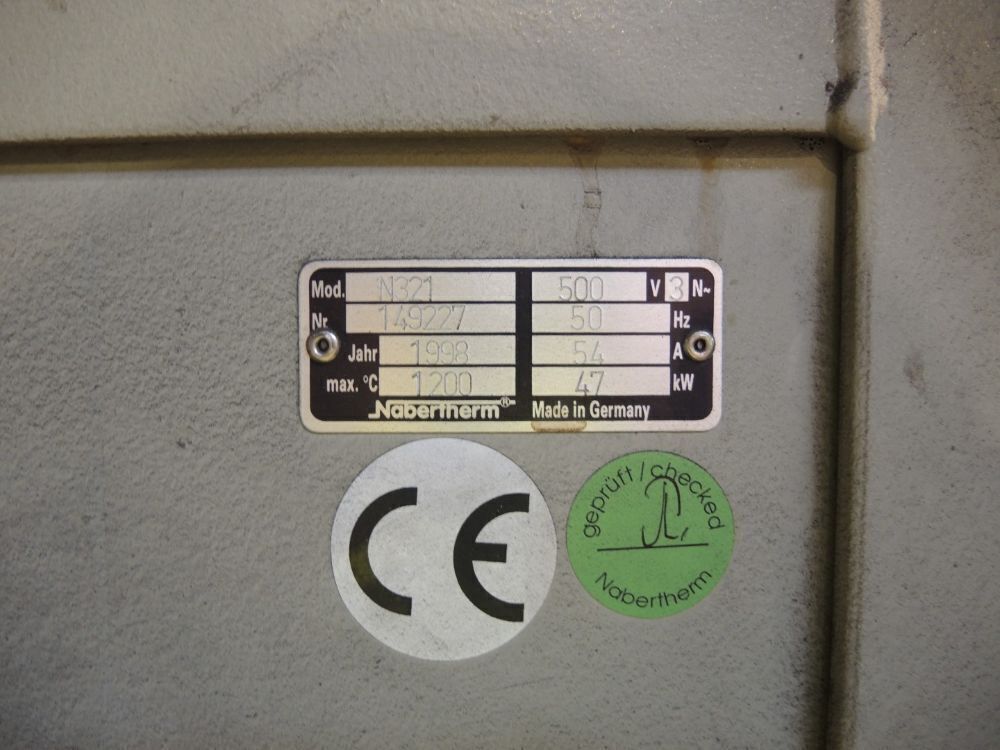 Mod. N321 500 V 3 N~
Nr 149227 50 Hz
Jahr 1998 54 A
max. °C 1200 47 kW
Nabertherm® Made in Germany
CE
geprüft / checked
Nabertherm